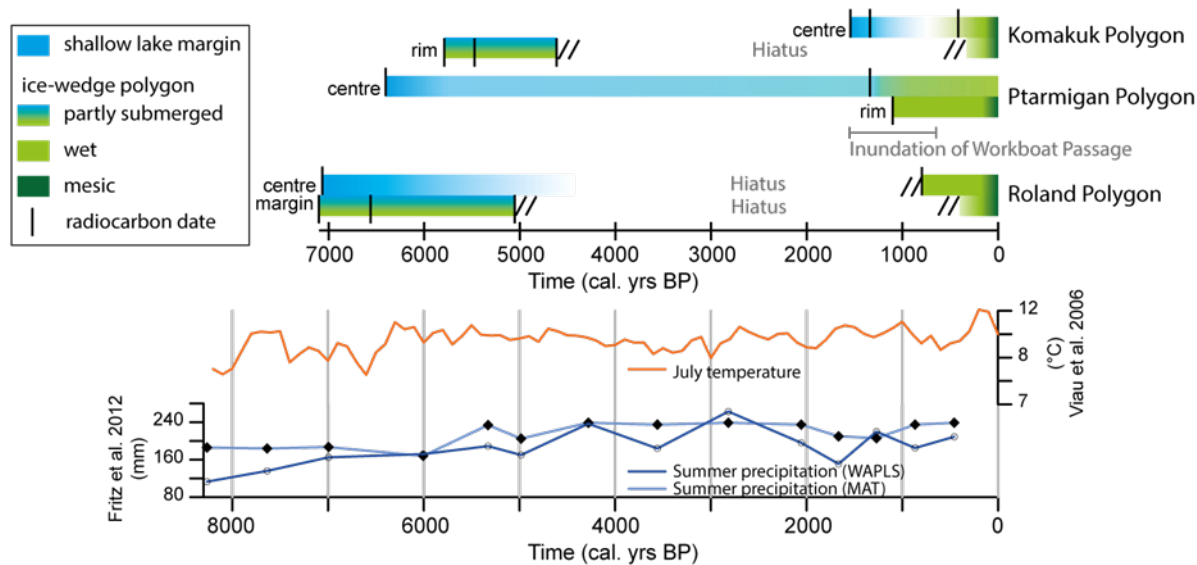 shallow lake margin
ice-wedge polygon
partly submerged
wet
mesic
radiocarbon date
centre
Komakuk Polygon
rim
Hiatus
centre
Ptarmigan Polygon
rim
Inundation of Workboat Passage
centre
Hiatus
Roland Polygon
margin
Hiatus
7000 6000 5000 4000 3000 2000 1000 0
Time (cal. yrs BP)
12
8
7
(°C)
Viau et al. 2006
July temperature
Fritz et al. 2012
(mm)
240
160
80
Summer precipitation (WAPLS)
Summer precipitation (MAT)
8000 6000 4000 2000 0
Time (cal. yrs BP)